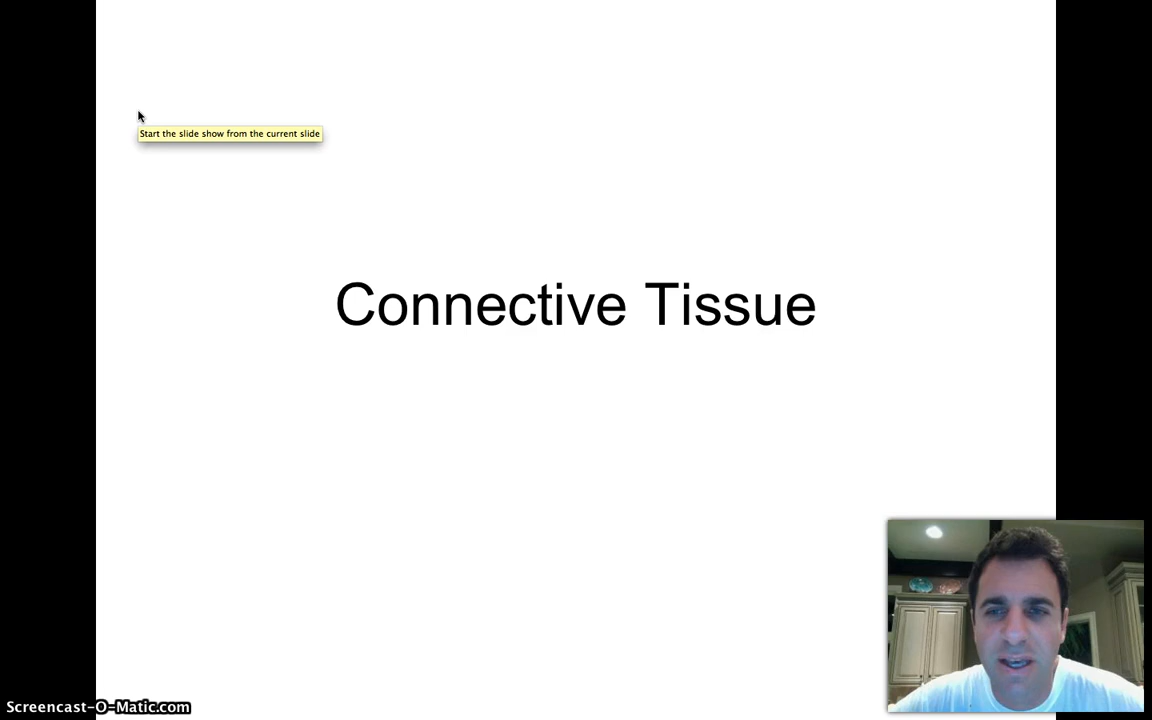 Start the slide show from the current slide
Connective Tissue
Screencast-O-Matic.com